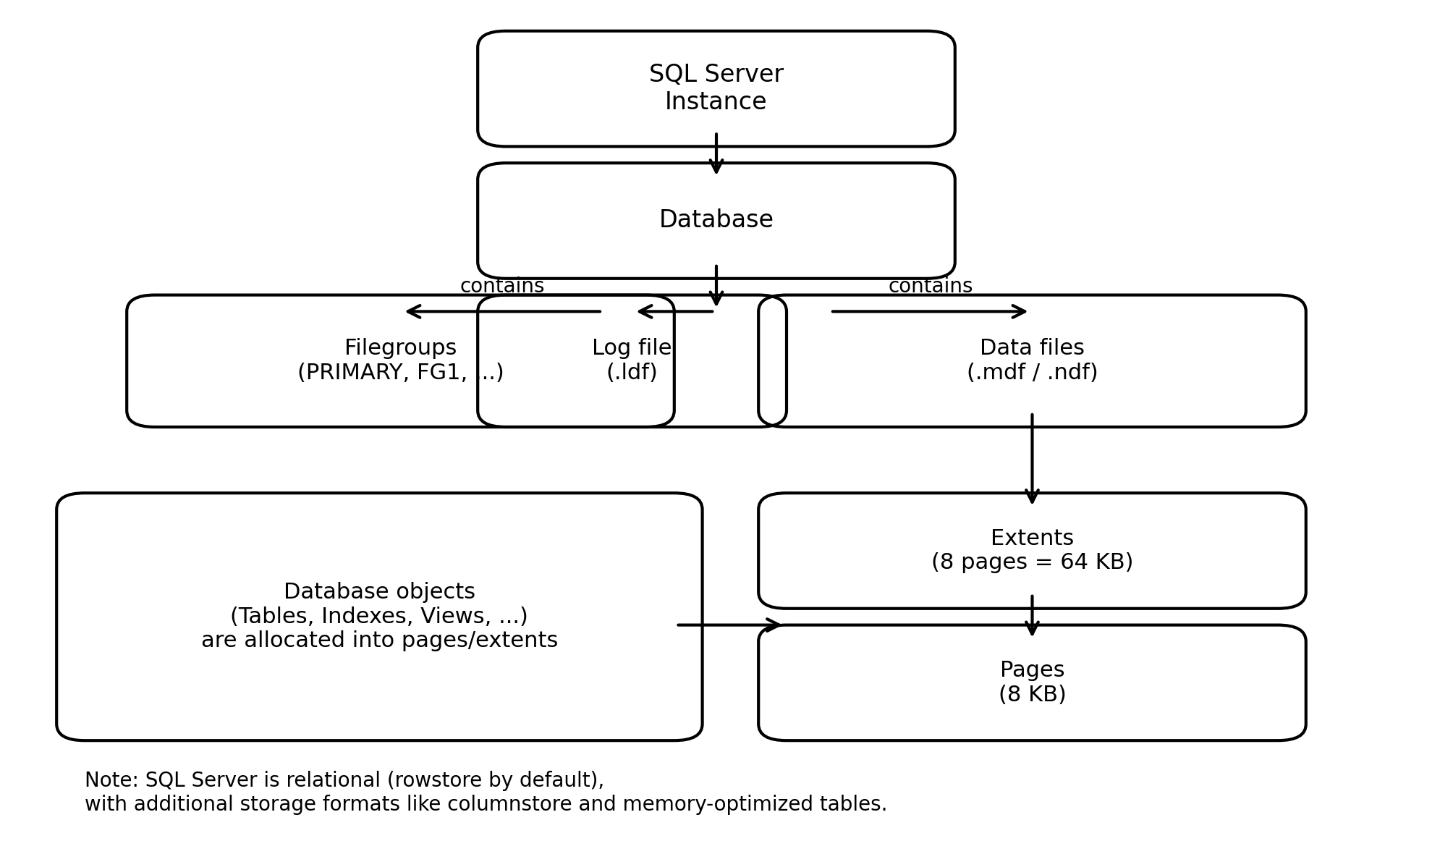 SQL Server
Instance
Database
contains
contains
Filegroups
(PRIMARY, FG1, ...)
Log file
(.ldf)
Data files
(.mdf / .ndf)
Extents
(8 pages = 64 KB)
Database objects
(Tables, Indexes, Views, ...)
are allocated into pages/extents
Pages
(8 KB)
Note: SQL Server is relational (rowstore by default),
with additional storage formats like columnstore and memory-optimized tables.